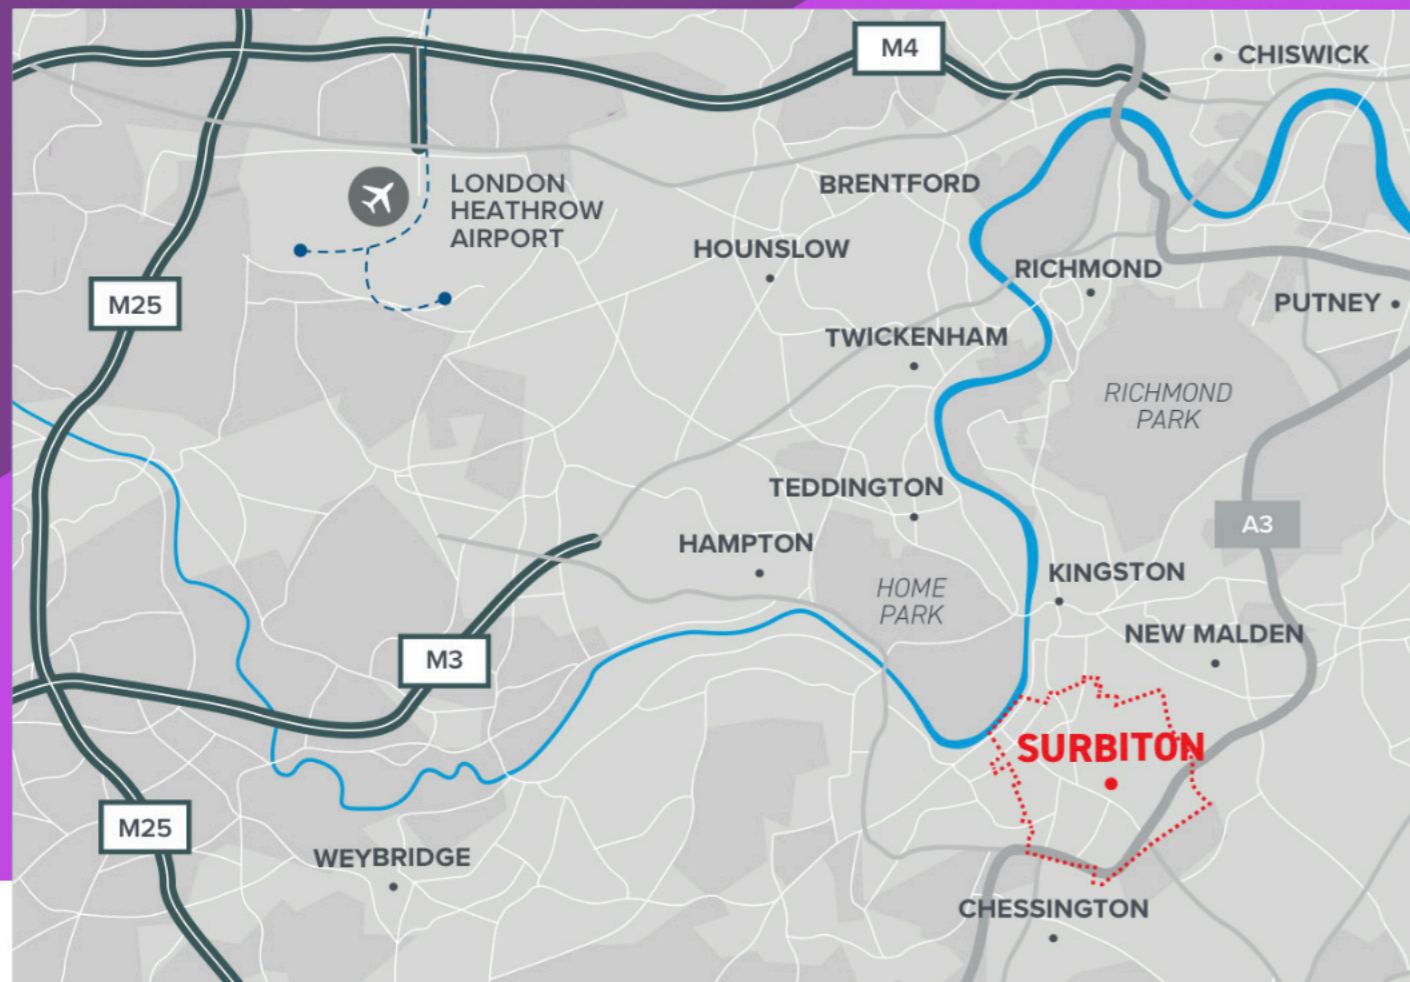 M4
CHISWICK
LONDON
HEATHROW
AIRPORT
BRENTFORD
HOUNSLOW
RICHMOND
M25
PUTNEY
TWICKENHAM
RICHMOND
PARK
TEDDINGTON
A3
HAMPTON
KINGSTON
HOME
PARK
NEW MALDEN
M3
SURBITON
M25
WEYBRIDGE
CHESSINGTON